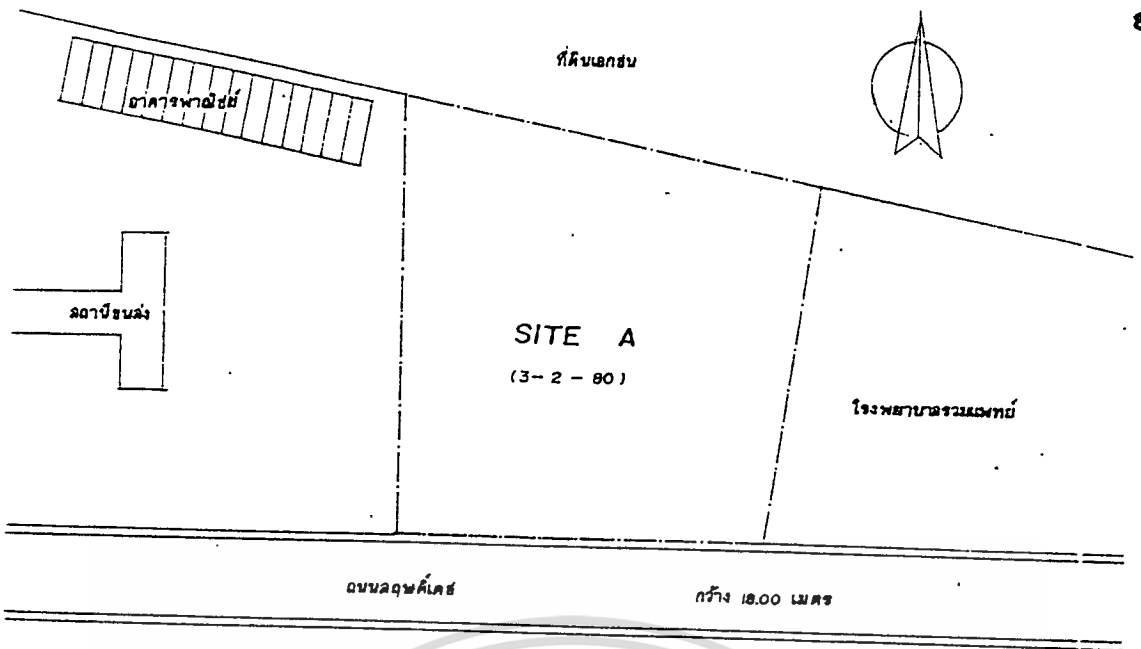 ที่ดินเอกชน
อาคารพาณิชย์
สถานีขนส่ง
SITE A
(3-2-80)
โรงพยาบาลรวมแพทย์
ถนนสฤษดิ์เดช
กว้าง 18.00 เมตร